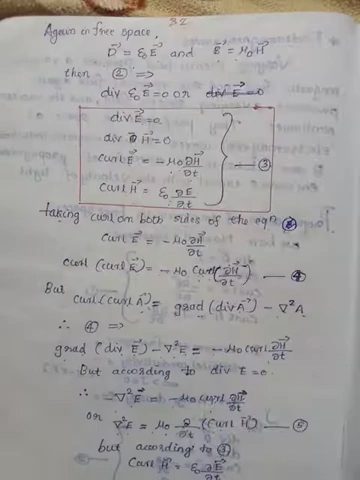 32
Again in free space,
D⃗ = ε₀E⃗ and B⃗ = μ₀H⃗
then ② =>
div ε₀E⃗ = 0 or div E⃗ = 0
div E⃗ = 0
div H⃗ = 0
curl E⃗ = -μ₀ ∂H⃗/∂t
curl H⃗ = ε₀ ∂E⃗/∂t — ③
taking curl on both sides of the eqn ③
curl E⃗ = -μ₀ ∂H⃗/∂t
curl (curl E⃗) = -μ₀ curl (∂H⃗/∂t) — ④
But
curl (curl A⃗) = grad (div A⃗) - ∇²A
∴ ④ =>
grad (div E⃗) - ∇²E = -μ₀ curl ∂H⃗/∂t
But according to div E = 0
∴ -∇²E⃗ = -μ₀ curl ∂H⃗/∂t
or ∇²E = μ₀ ∂/∂t (curl H⃗) — ⑤
but according to ③
curl H⃗ = ε₀ ∂E⃗/∂t